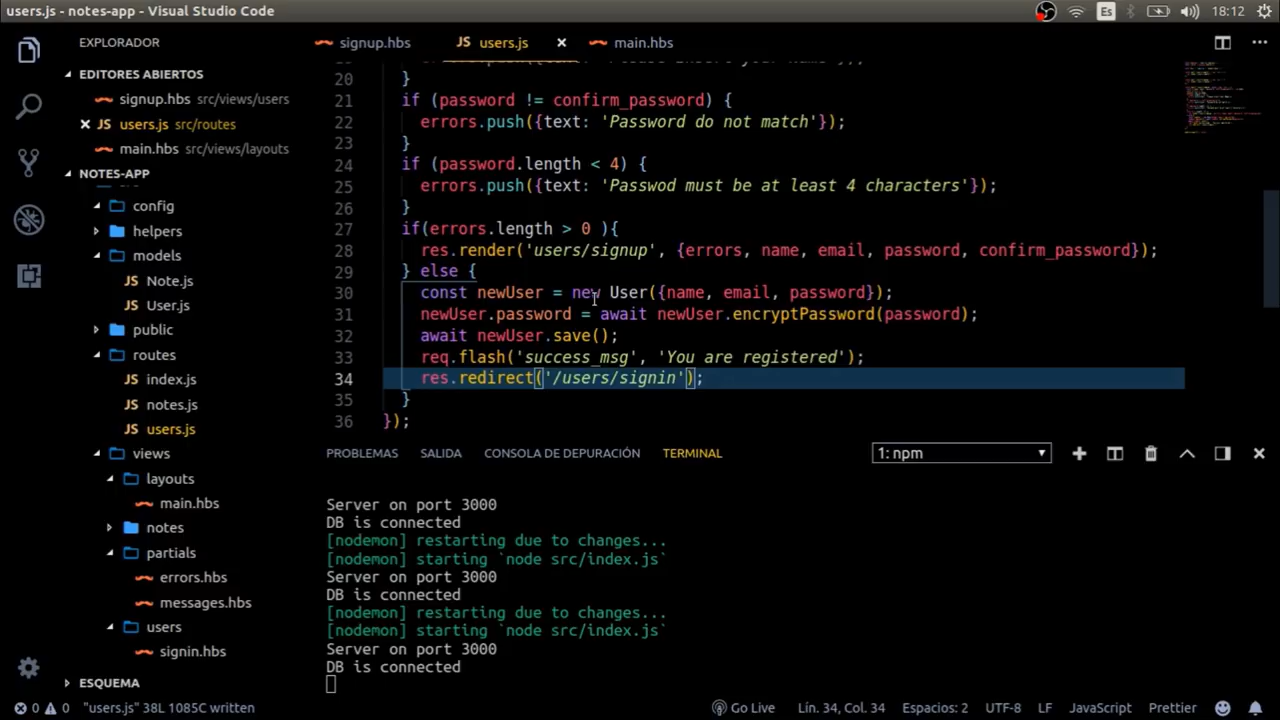 users.js - notes-app - Visual Studio Code
Es
18:12
EXPLORADOR
signup.hbs
users.js
main.hbs
EDITORES ABIERTOS
signup.hbs src/views/users
users.js src/routes
main.hbs src/views/layouts
NOTES-APP
config
helpers
models
Note.js
User.js
public
routes
index.js
notes.js
users.js
views
layouts
main.hbs
notes
partials
errors.hbs
messages.hbs
users
signin.hbs
ESQUEMA
20 }
21 if (password != confirm_password) {
22 errors.push({text: 'Password do not match'});
23 }
24 if (password.length < 4) {
25 errors.push({text: 'Passwod must be at least 4 characters'});
26 }
27 if(errors.length > 0 ){
28 res.render('users/signup', {errors, name, email, password, confirm_password});
29 } else {
30 const newUser = new User({name, email, password});
31 newUser.password = await newUser.encryptPassword(password);
32 await newUser.save();
33 req.flash('success_msg', 'You are registered');
34 res.redirect('/users/signin');
35 }
36 });
PROBLEMAS SALIDA CONSOLA DE DEPURACIÓN TERMINAL 1: npm
Server on port 3000
DB is connected
[nodemon] restarting due to changes...
[nodemon] starting `node src/index.js`
Server on port 3000
DB is connected
[nodemon] restarting due to changes...
[nodemon] starting `node src/index.js`
Server on port 3000
DB is connected
0 0 "users.js" 38L 1085C written Go Live Lín. 34, Col. 34 Espacios: 2 UTF-8 LF JavaScript Prettier